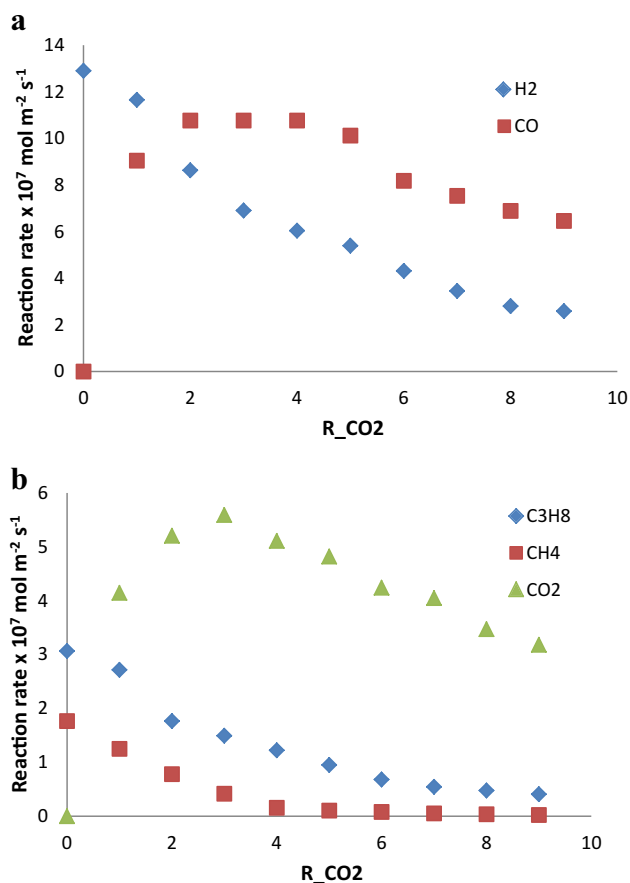 a
Reaction rate x 10⁷ mol m⁻² s⁻¹
14
12
10
8
6
4
2
0
0 2 4 6 8 10
R_CO2
H2
CO
b
Reaction rate x 10⁷ mol m⁻² s⁻¹
6
5
4
3
2
1
0
0 2 4 6 8 10
R_CO2
C3H8
CH4
CO2